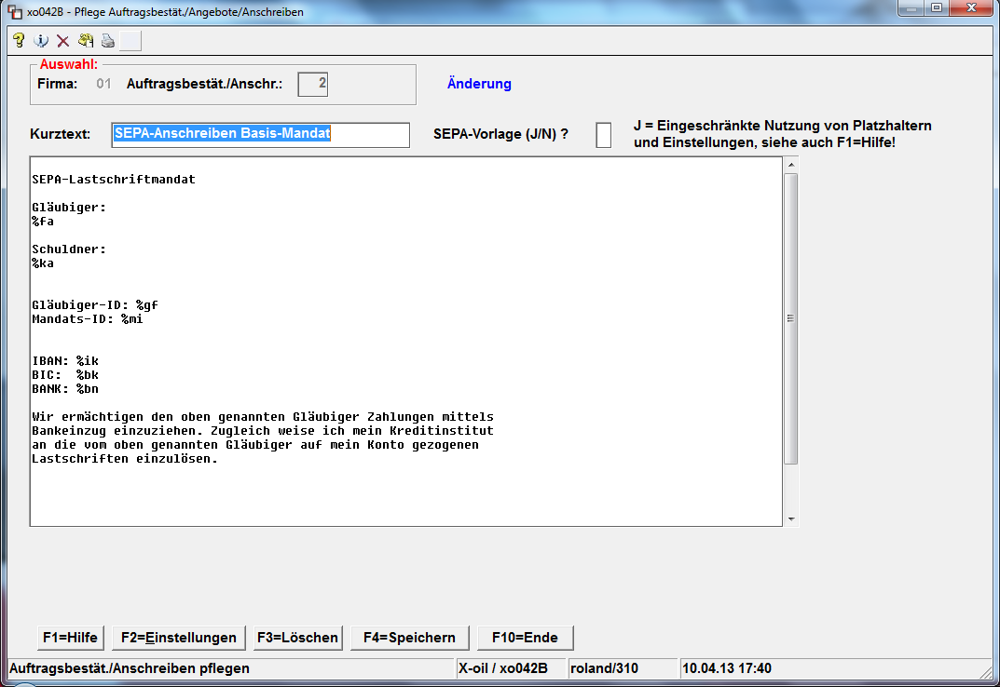 xo042B - Pflege Auftragsbestät./Angebote/Anschreiben
Auswahl:
Firma: 01 Auftragsbestät./Anschr.: 2 Änderung
Kurztext: SEPA-Anschreiben Basis-Mandat SEPA-Vorlage (J/N) ? J = Eingeschränkte Nutzung von Platzhaltern
und Einstellungen, siehe auch F1=Hilfe!
SEPA-Lastschriftmandat
Gläubiger:
%fa
Schuldner:
%ka
Gläubiger-ID: %gf
Mandats-ID: %mi
IBAN: %ik
BIC: %bk
BANK: %bn
Wir ermächtigen den oben genannten Gläubiger Zahlungen mittels
Bankeinzug einzuziehen. Zugleich weise ich mein Kreditinstitut
an die vom oben genannten Gläubiger auf mein Konto gezogenen
Lastschriften einzulösen.
F1=Hilfe F2=Einstellungen F3=Löschen F4=Speichern F10=Ende
Auftragsbestät./Anschreiben pflegen X-oil / xo042B roland/310 10.04.13 17:40